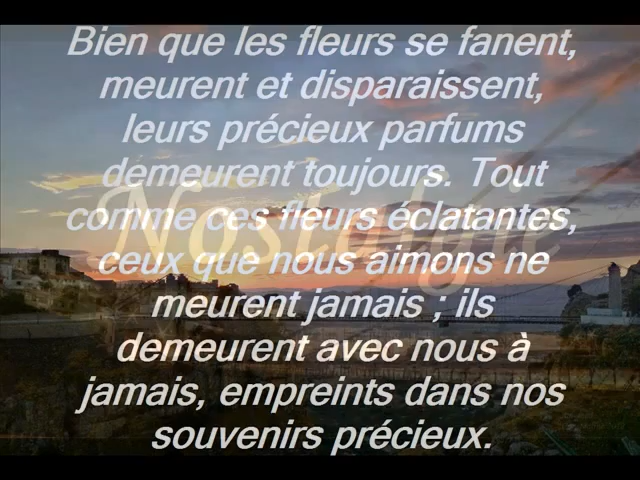 Bien que les fleurs se fanent,
meurent et disparaissent,
leurs précieux parfums
demeurent toujours. Tout
comme ces fleurs éclatantes,
ceux que nous aimons ne
meurent jamais ; ils
demeurent avec nous à
jamais, empreints dans nos
souvenirs précieux.
Nostalgie